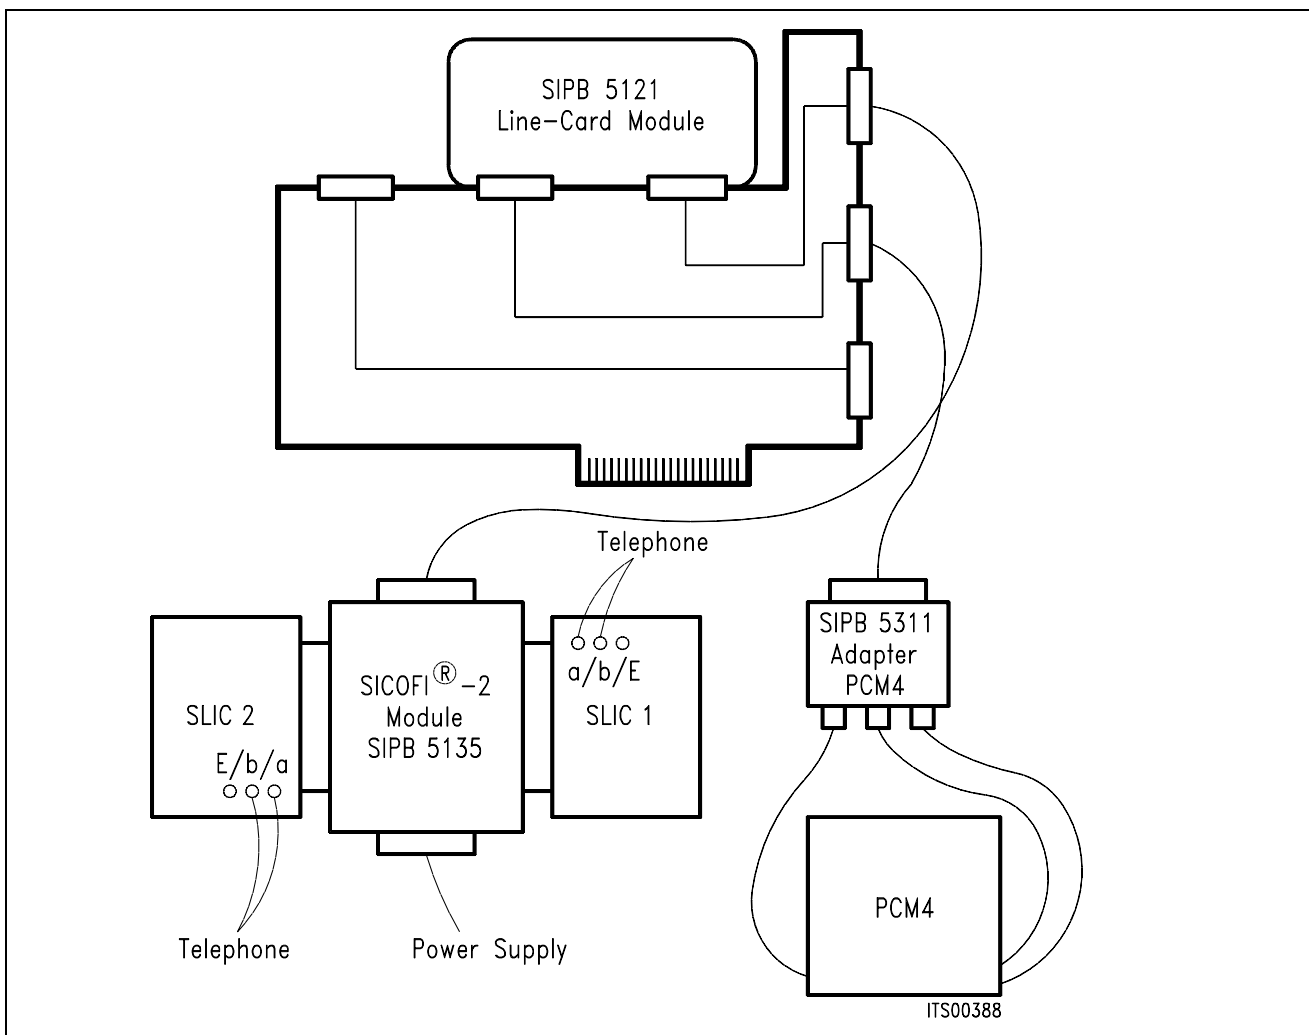 SIPB 5121
Line-Card Module
Telephone
SIPB 5311
Adapter
PCM4
a/b/E
SLIC 1
SICOFI®-2
Module
SIPB 5135
SLIC 2
E/b/a
Telephone
Power Supply
PCM4
ITS00388